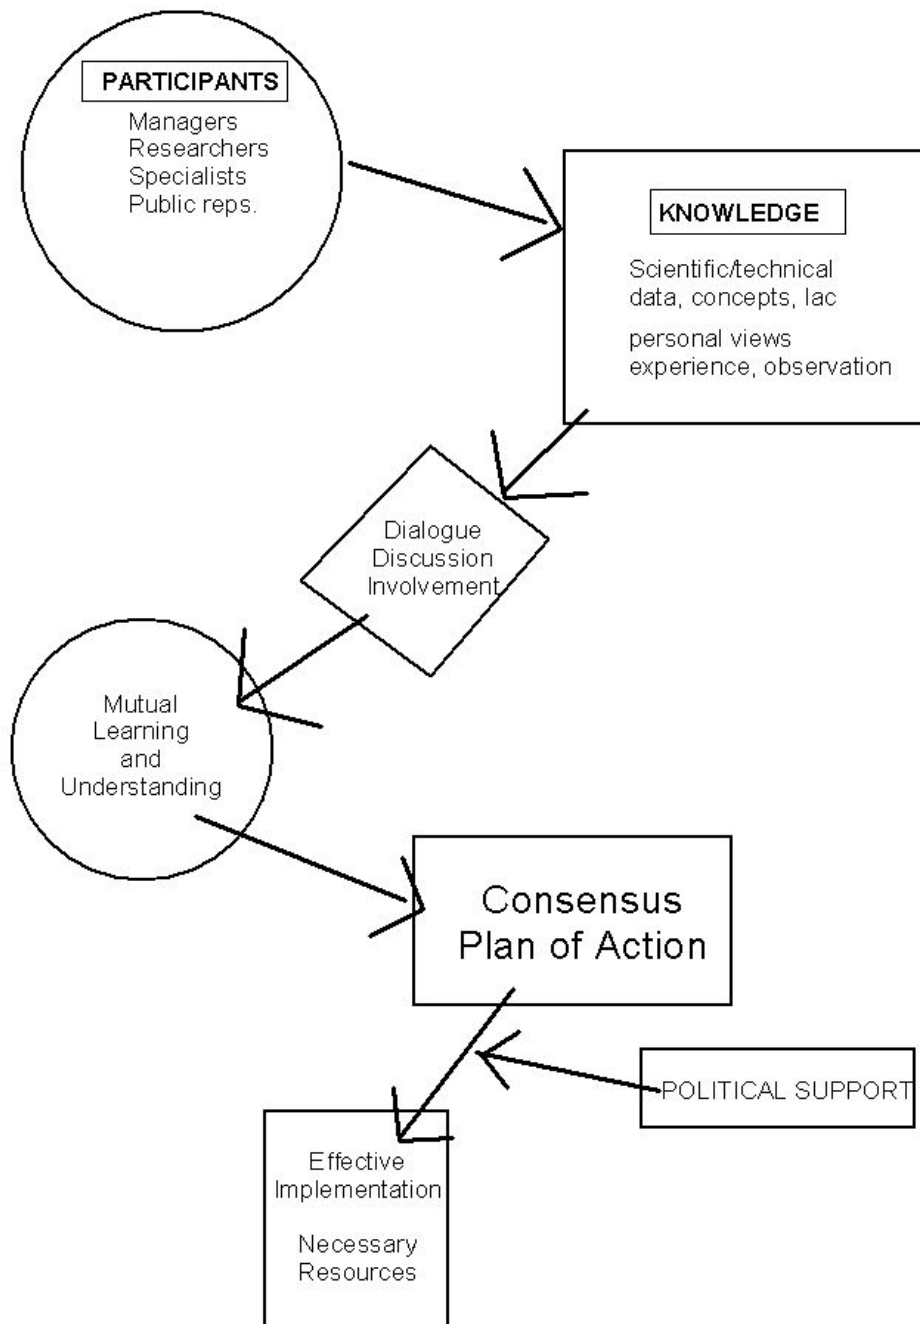 PARTICIPANTS
Managers
Researchers
Specialists
Public reps.
KNOWLEDGE
Scientific/technical
data, concepts, lac
personal views
experience, observation
Dialogue
Discussion
Involvement
Mutual
Learning
and
Understanding
Consensus
Plan of Action
POLITICAL SUPPORT
Effective
Implementation
Necessary
Resources